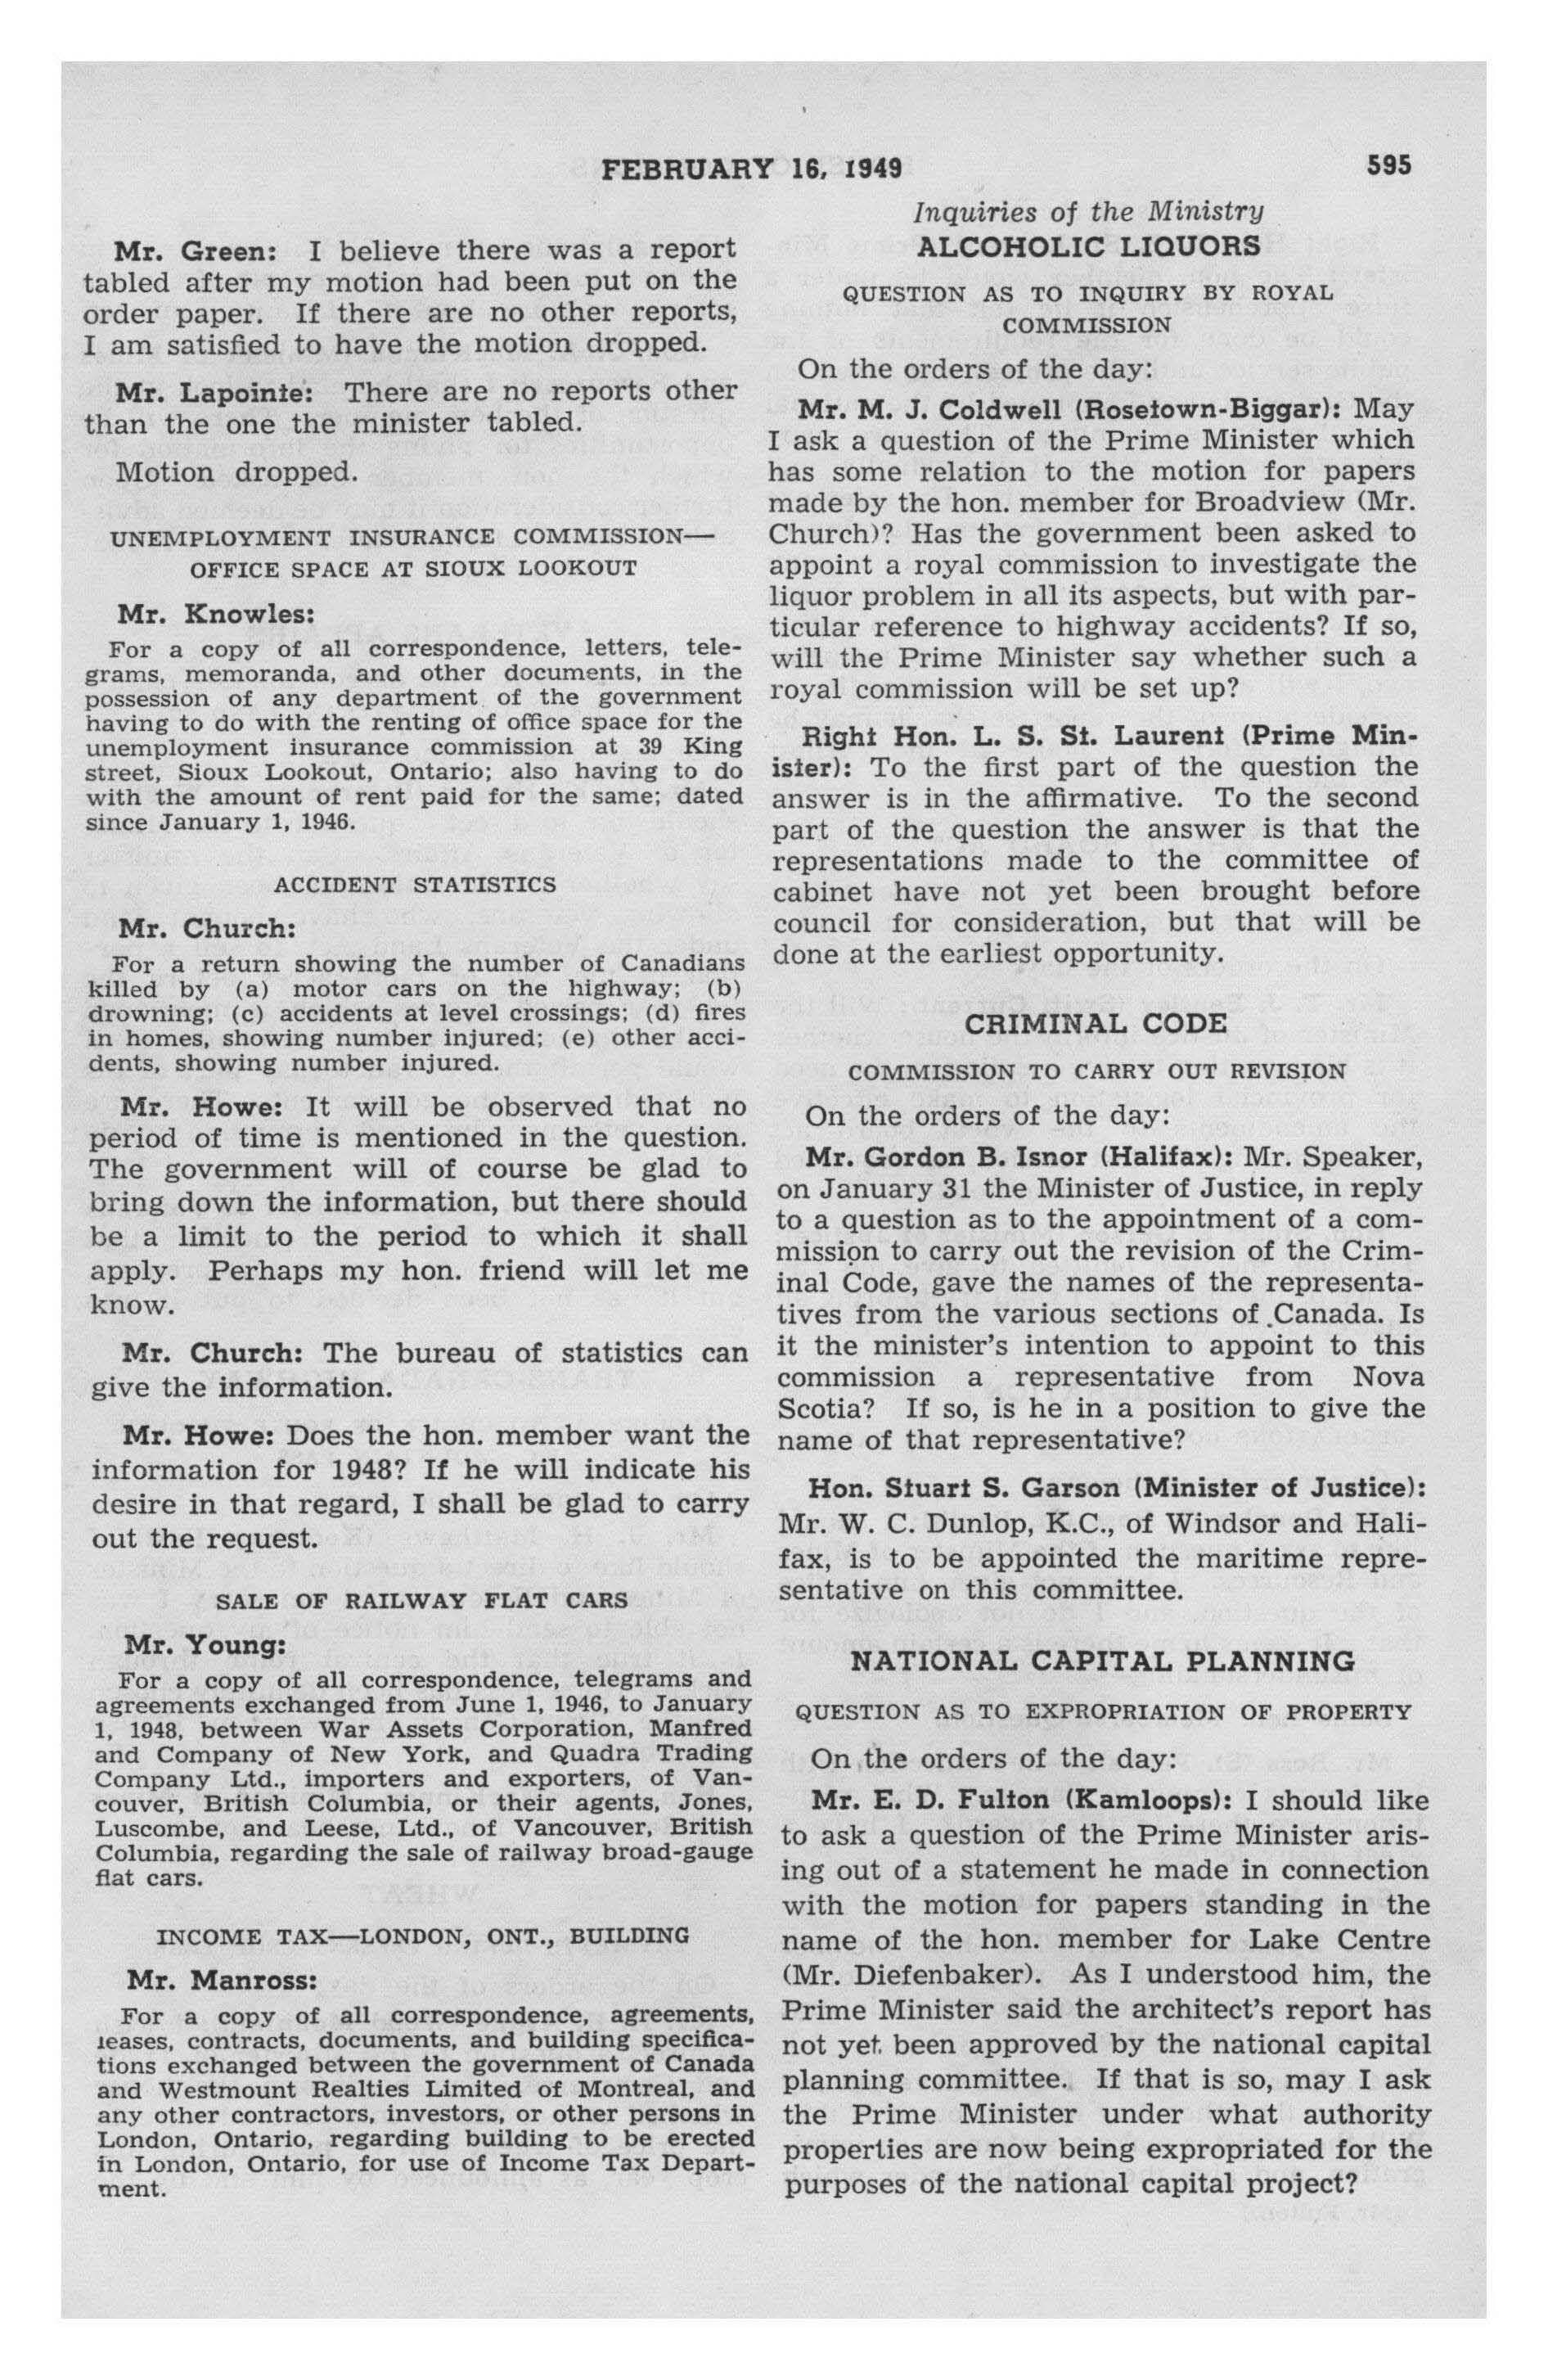 FEBRUARY 16, 1949
595
Mr. Green: I believe there was a report
tabled after my motion had been put on the
order paper. If there are no other reports,
I am satisfied to have the motion dropped.
Mr. Lapointe: There are no reports other
than the one the minister tabled.
Motion dropped.
UNEMPLOYMENT INSURANCE COMMISSION—
OFFICE SPACE AT SIOUX LOOKOUT
Mr. Knowles:
For a copy of all correspondence, letters, tele-
grams, memoranda, and other documents, in the
possession of any department of the government
having to do with the renting of office space for the
unemployment insurance commission at 39 King
street, Sioux Lookout, Ontario; also having to do
with the amount of rent paid for the same; dated
since January 1, 1946.
ACCIDENT STATISTICS
Mr. Church:
For a return showing the number of Canadians
killed by (a) motor cars on the highway; (b)
drowning; (c) accidents at level crossings; (d) fires
in homes, showing number injured; (e) other acci-
dents, showing number injured.
Mr. Howe: It will be observed that no
period of time is mentioned in the question.
The government will of course be glad to
bring down the information, but there should
be a limit to the period to which it shall
apply. Perhaps my hon. friend will let me
know.
Mr. Church: The bureau of statistics can
give the information.
Mr. Howe: Does the hon. member want the
information for 1948? If he will indicate his
desire in that regard, I shall be glad to carry
out the request.
SALE OF RAILWAY FLAT CARS
Mr. Young:
For a copy of all correspondence, telegrams and
agreements exchanged from June 1, 1946, to January
1, 1948, between War Assets Corporation, Manfred
and Company of New York, and Quadra Trading
Company Ltd., importers and exporters, of Van-
couver, British Columbia, or their agents, Jones,
Luscombe, and Leese, Ltd., of Vancouver, British
Columbia, regarding the sale of railway broad-gauge
flat cars.
INCOME TAX—LONDON, ONT., BUILDING
Mr. Manross:
For a copy of all correspondence, agreements,
leases, contracts, documents, and building specifica-
tions exchanged between the government of Canada
and Westmount Realties Limited of Montreal, and
any other contractors, investors, or other persons in
London, Ontario, regarding building to be erected
in London, Ontario, for use of Income Tax Depart-
ment.
Inquiries of the Ministry
ALCOHOLIC LIQUORS
QUESTION AS TO INQUIRY BY ROYAL
COMMISSION
On the orders of the day:
Mr. M. J. Coldwell (Rosetown-Biggar): May
I ask a question of the Prime Minister which
has some relation to the motion for papers
made by the hon. member for Broadview (Mr.
Church)? Has the government been asked to
appoint a royal commission to investigate the
liquor problem in all its aspects, but with par-
ticular reference to highway accidents? If so,
will the Prime Minister say whether such a
royal commission will be set up?
Right Hon. L. S. St. Laurent (Prime Min-
ister): To the first part of the question the
answer is in the affirmative. To the second
part of the question the answer is that the
representations made to the committee of
cabinet have not yet been brought before
council for consideration, but that will be
done at the earliest opportunity.
CRIMINAL CODE
COMMISSION TO CARRY OUT REVISION
On the orders of the day:
Mr. Gordon B. Isnor (Halifax): Mr. Speaker,
on January 31 the Minister of Justice, in reply
to a question as to the appointment of a com-
mission to carry out the revision of the Crim-
inal Code, gave the names of the representa-
tives from the various sections of Canada. Is
it the minister's intention to appoint to this
commission a representative from Nova
Scotia? If so, is he in a position to give the
name of that representative?
Hon. Stuart S. Garson (Minister of Justice):
Mr. W. C. Dunlop, K.C., of Windsor and Hali-
fax, is to be appointed the maritime repre-
sentative on this committee.
NATIONAL CAPITAL PLANNING
QUESTION AS TO EXPROPRIATION OF PROPERTY
On the orders of the day:
Mr. E. D. Fulton (Kamloops): I should like
to ask a question of the Prime Minister aris-
ing out of a statement he made in connection
with the motion for papers standing in the
name of the hon. member for Lake Centre
(Mr. Diefenbaker). As I understood him, the
Prime Minister said the architect's report has
not yet been approved by the national capital
planning committee. If that is so, may I ask
the Prime Minister under what authority
properties are now being expropriated for the
purposes of the national capital project?